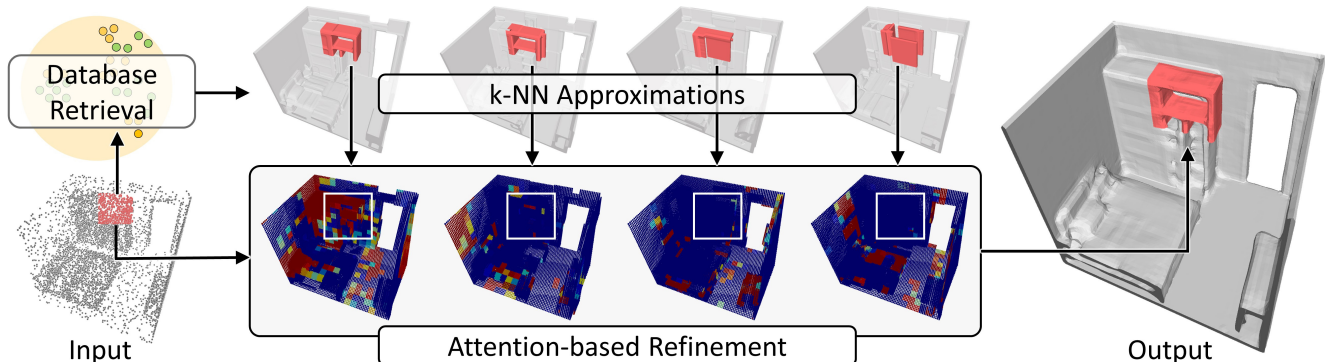 Database
Retrieval
k-NN Approximations
Input
Attention-based Refinement
Output